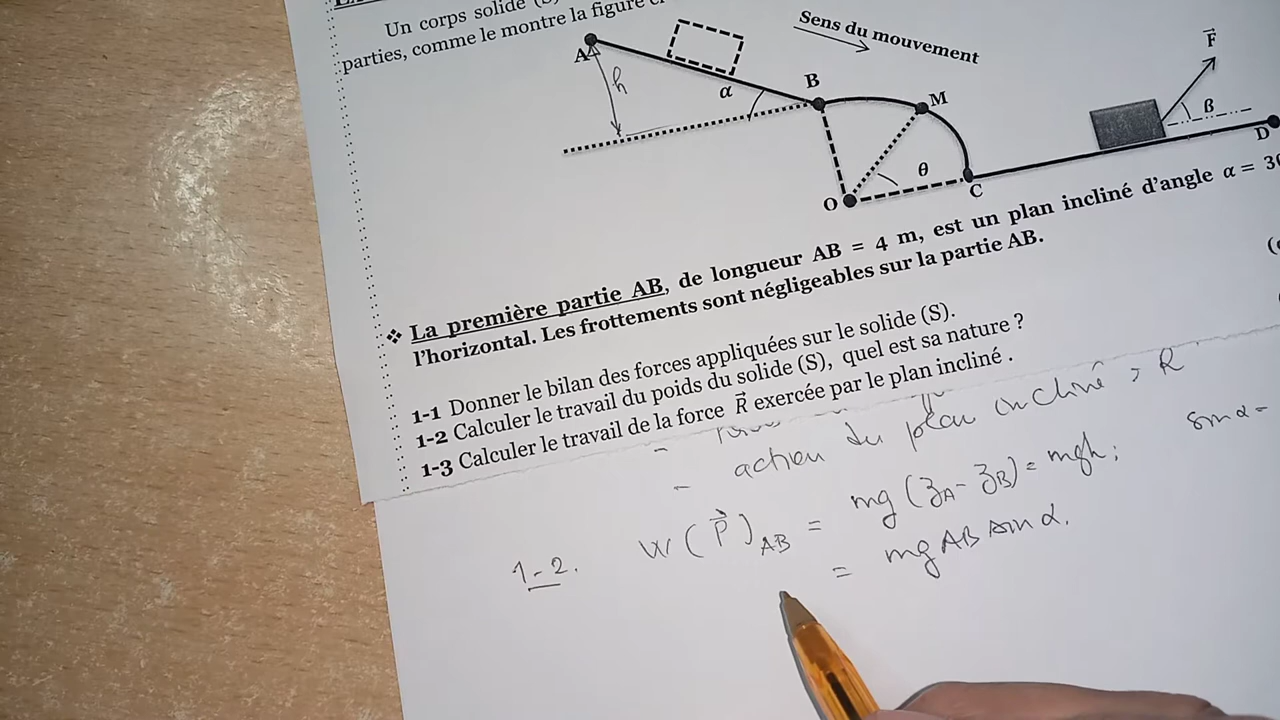 Un corps solide (S)
parties, comme le montre la figure
Sens du mouvement
A
h
α
B
M
F⃗
β
D
O
θ
C
❖ La première partie AB, de longueur AB = 4 m, est un plan incliné d'angle α = 30
l'horizontal. Les frottements sont négligeables sur la partie AB.
1-1 Donner le bilan des forces appliquées sur le solide (S).
1-2 Calculer le travail du poids du solide (S), quel est sa nature ?
1-3 Calculer le travail de la force R⃗ exercée par le plan incliné .
- action du plan incliné → R
1-2. W(P⃗)AB = mg(zA - zB) = mgh; sin α =
= mg AB sin α.